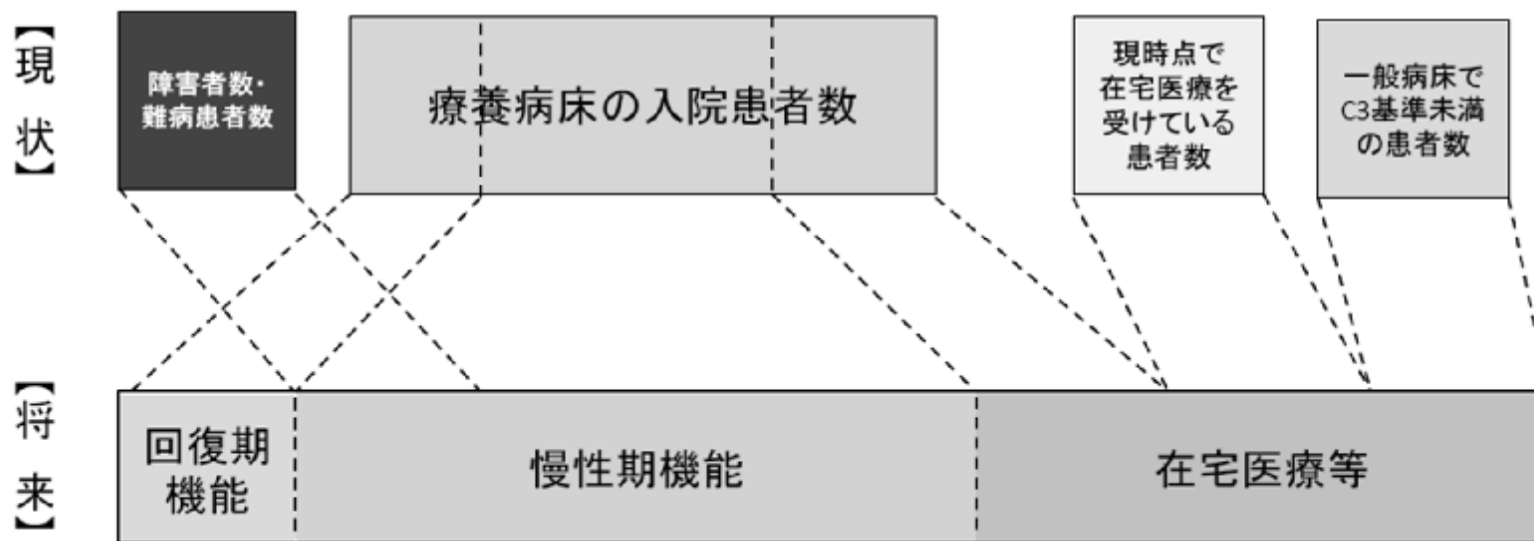 【現状】
障害者数・
難病患者数
療養病床の入院患者数
現時点で
在宅医療を
受けている
患者数
一般病床で
C3基準未満
の患者数
【将来】
回復期
機能
慢性期機能
在宅医療等